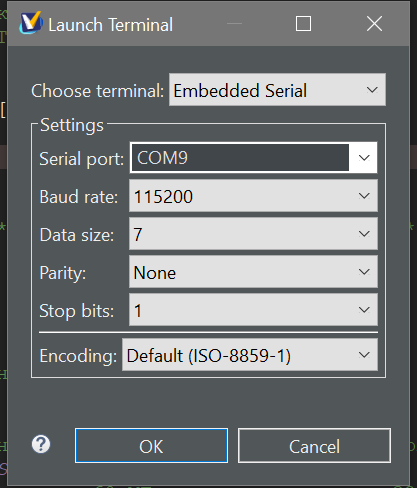 Launch Terminal
Choose terminal: Embedded Serial
Settings
Serial port: COM9
Baud rate: 115200
Data size: 7
Parity: None
Stop bits: 1
Encoding: Default (ISO-8859-1)
OK Cancel